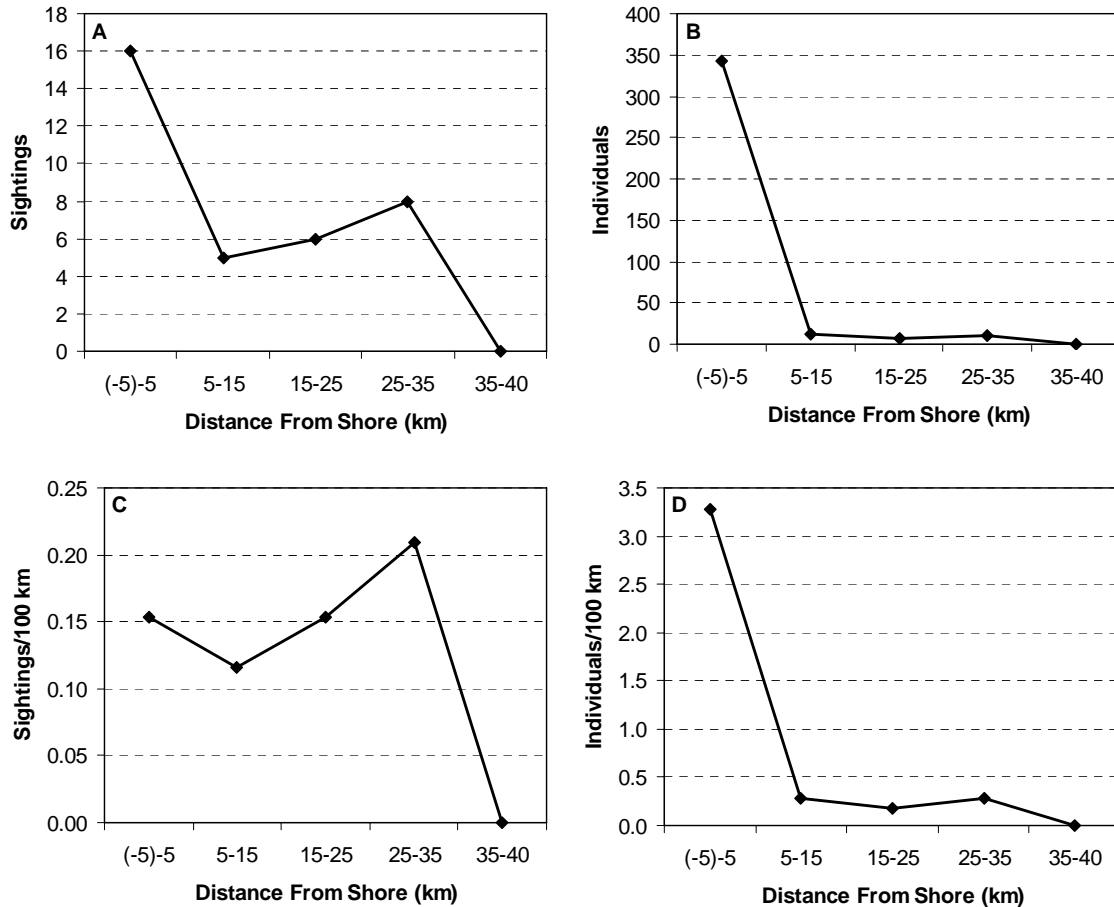 A
Sightings
18
16
14
12
10
8
6
4
2
0
(-5)-5 5-15 15-25 25-35 35-40
Distance From Shore (km)
B
Individuals
400
350
300
250
200
150
100
50
0
(-5)-5 5-15 15-25 25-35 35-40
Distance From Shore (km)
C
Sightings/100 km
0.25
0.20
0.15
0.10
0.05
0.00
(-5)-5 5-15 15-25 25-35 35-40
Distance From Shore (km)
D
Individuals/100 km
3.5
3.0
2.5
2.0
1.5
1.0
0.5
0.0
(-5)-5 5-15 15-25 25-35 35-40
Distance From Shore (km)